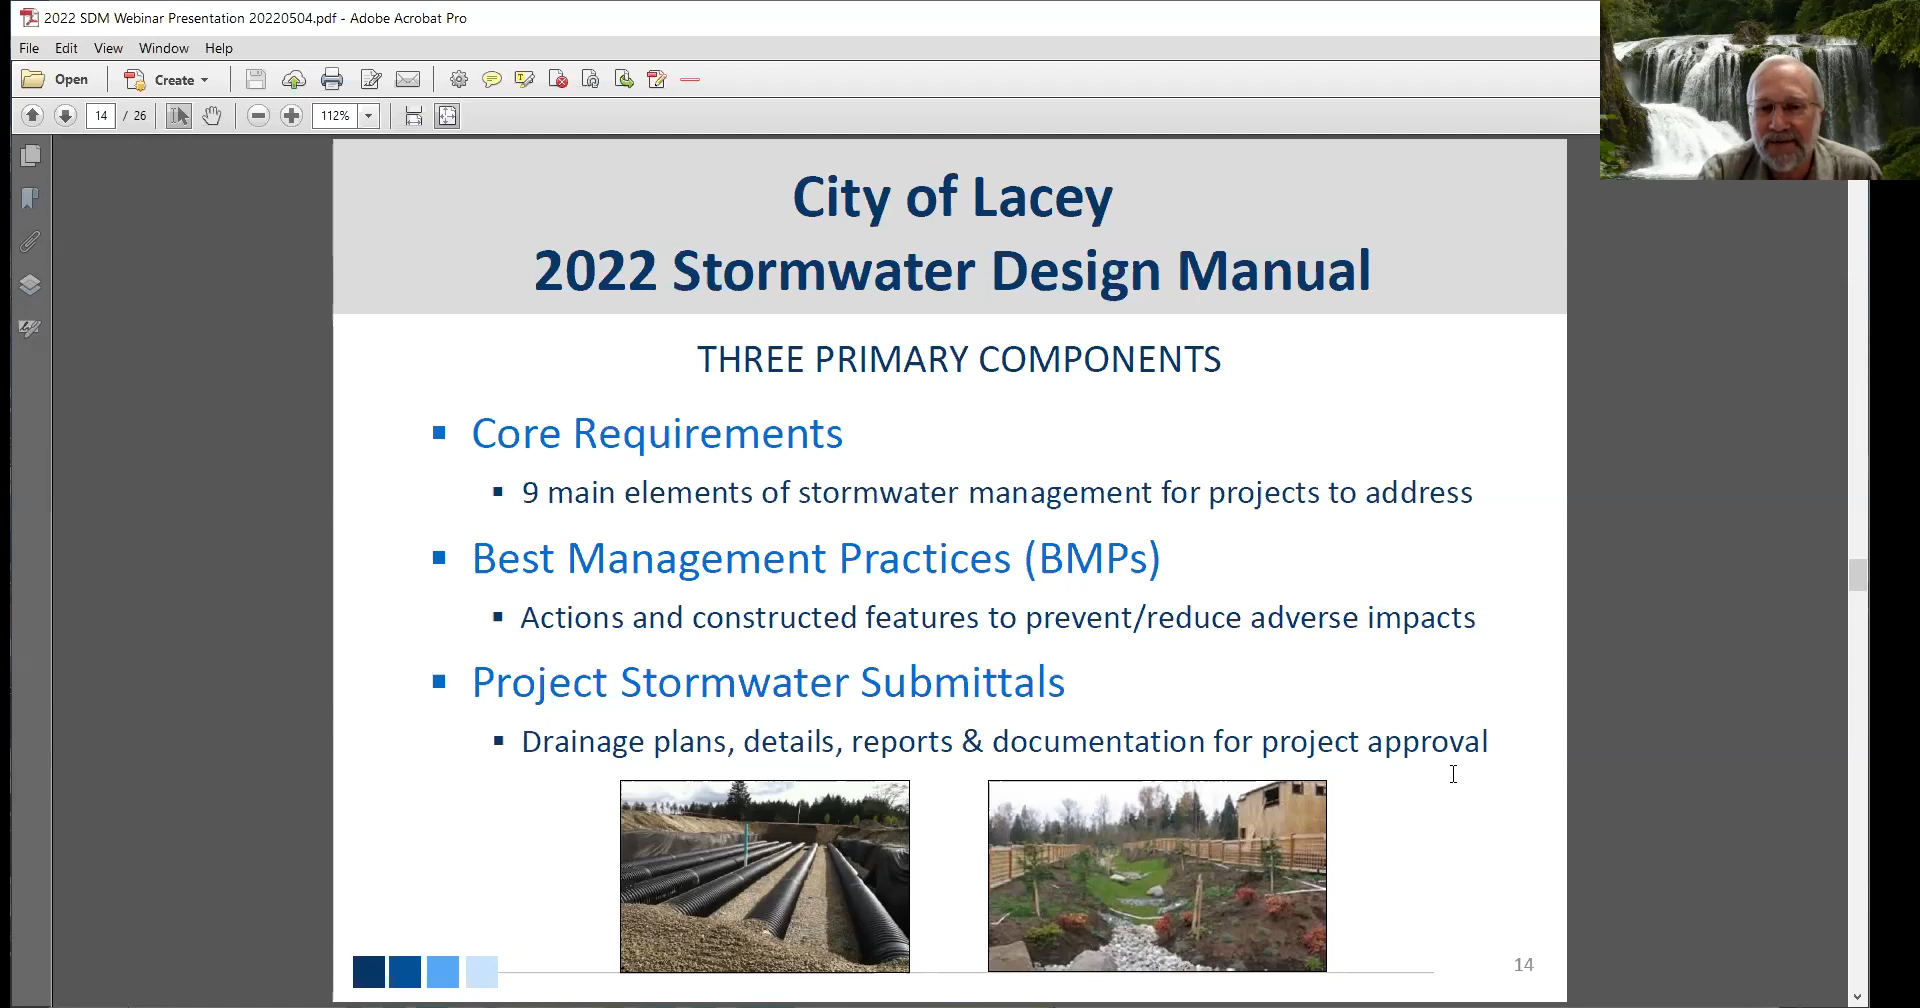 2022 SDM Webinar Presentation 20220504.pdf - Adobe Acrobat Pro
File Edit View Window Help
Open Create
14 / 26 112%
City of Lacey
2022 Stormwater Design Manual
THREE PRIMARY COMPONENTS
▪ Core Requirements
▪ 9 main elements of stormwater management for projects to address
▪ Best Management Practices (BMPs)
▪ Actions and constructed features to prevent/reduce adverse impacts
▪ Project Stormwater Submittals
▪ Drainage plans, details, reports & documentation for project approval
14